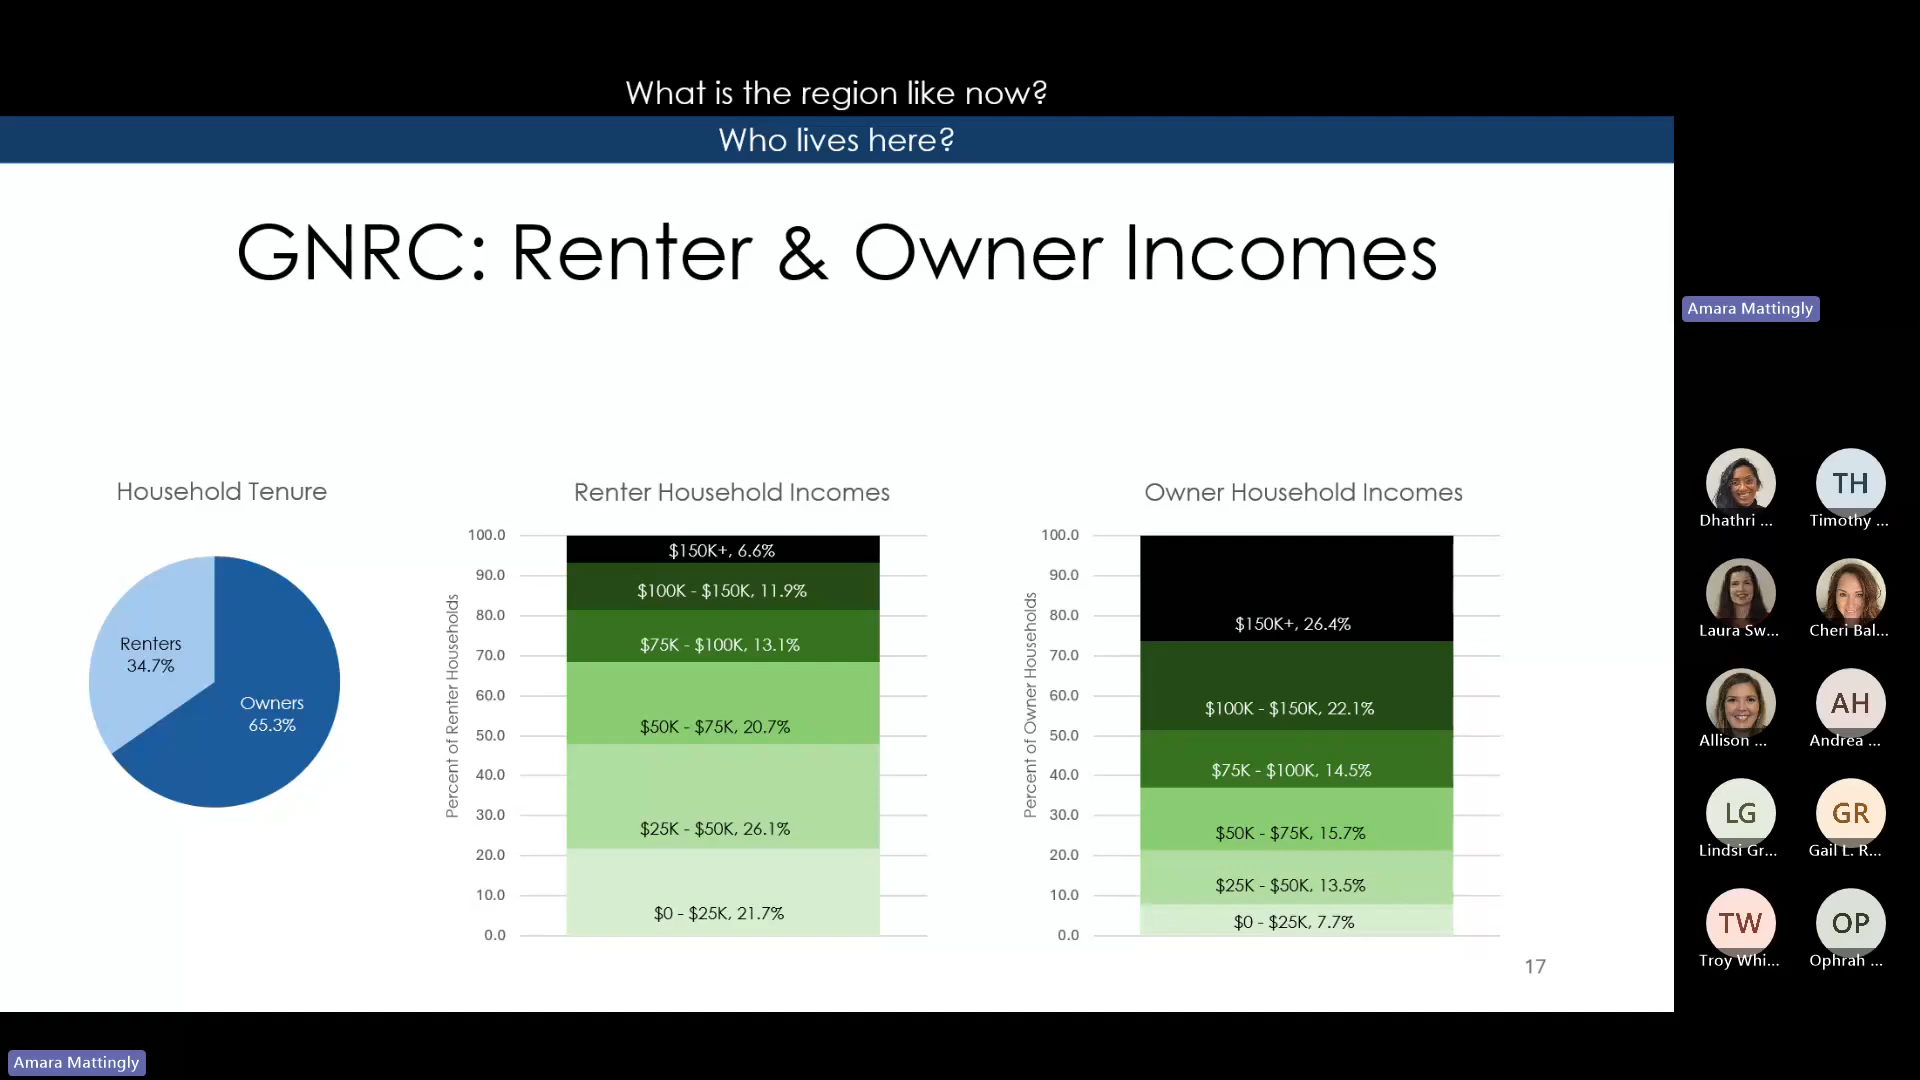 What is the region like now?
Who lives here?
GNRC: Renter & Owner Incomes
Household Tenure
Renters
34.7%
Owners
65.3%
Renter Household Incomes
Percent of Renter Households
100.0
90.0
80.0
70.0
60.0
50.0
40.0
30.0
20.0
10.0
0.0
$150K+, 6.6%
$100K - $150K, 11.9%
$75K - $100K, 13.1%
$50K - $75K, 20.7%
$25K - $50K, 26.1%
$0 - $25K, 21.7%
Owner Household Incomes
Percent of Owner Households
100.0
90.0
80.0
70.0
60.0
50.0
40.0
30.0
20.0
10.0
0.0
$150K+, 26.4%
$100K - $150K, 22.1%
$75K - $100K, 14.5%
$50K - $75K, 15.7%
$25K - $50K, 13.5%
$0 - $25K, 7.7%
17
Amara Mattingly
Dhathri ...
TH
Timothy ...
Laura Sw...
Cheri Bal...
Allison ...
AH
Andrea ...
LG
Lindsi Gr...
GR
Gail L. R...
TW
Troy Whi...
OP
Ophrah ...
Amara Mattingly